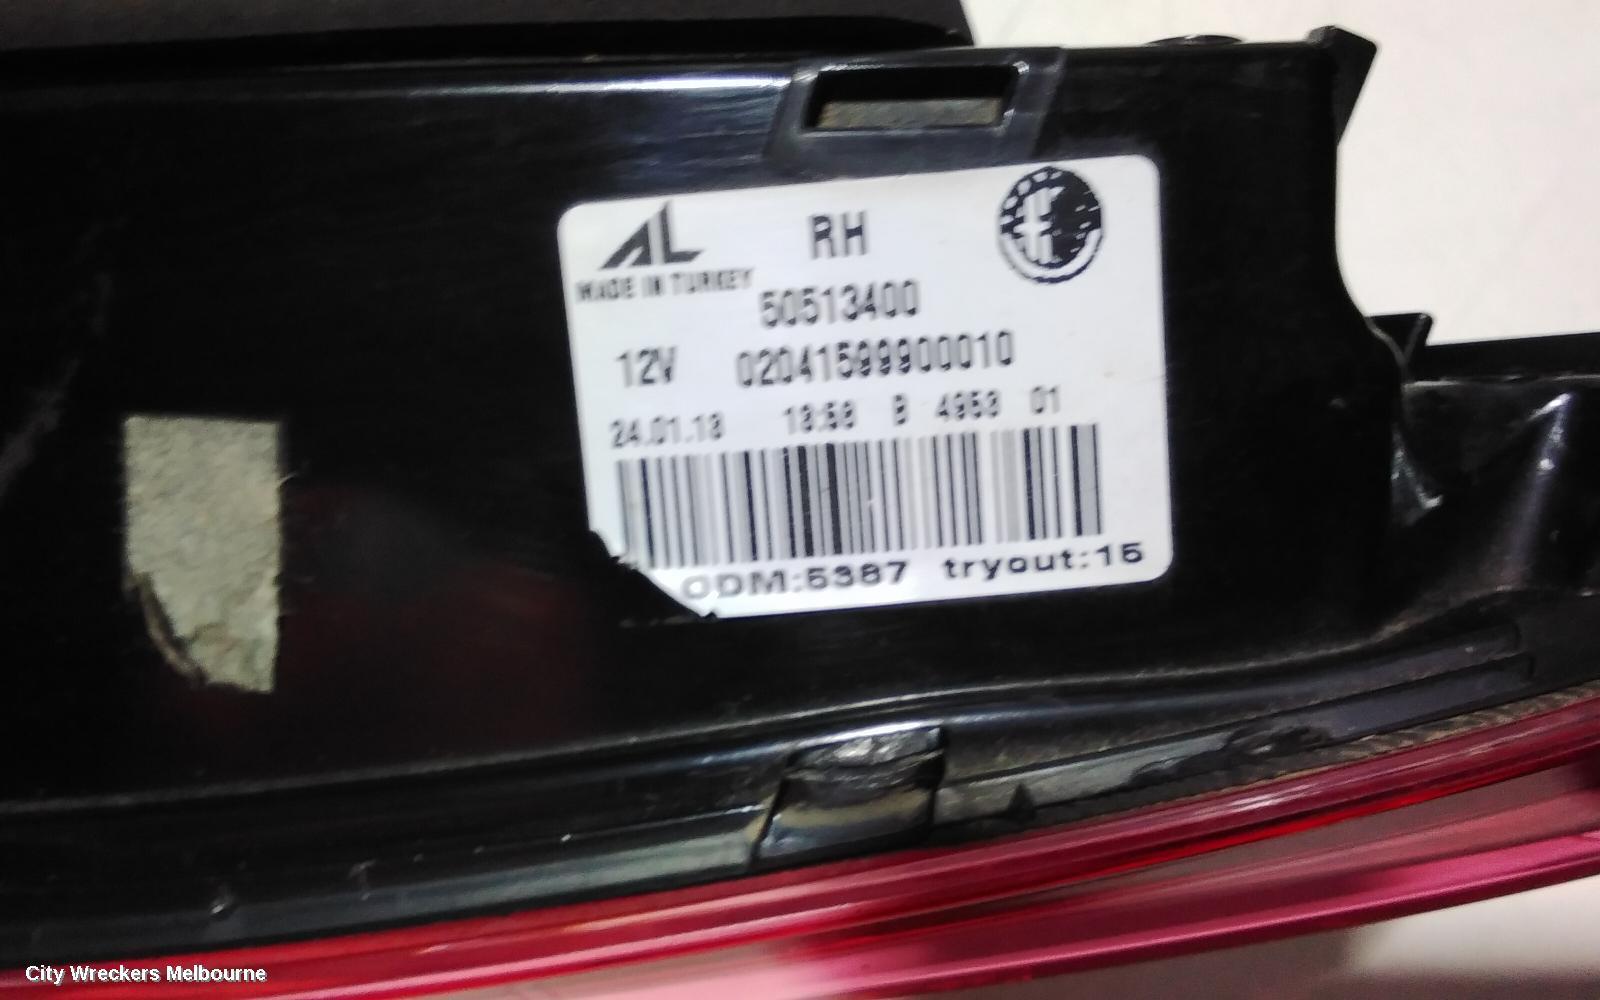 AL
RH
MADE IN TURKEY
50513400
12V 02041599900010
24.01.18 18:58 B 4958 01
ODM:5387 tryout:15
City Wreckers Melbourne